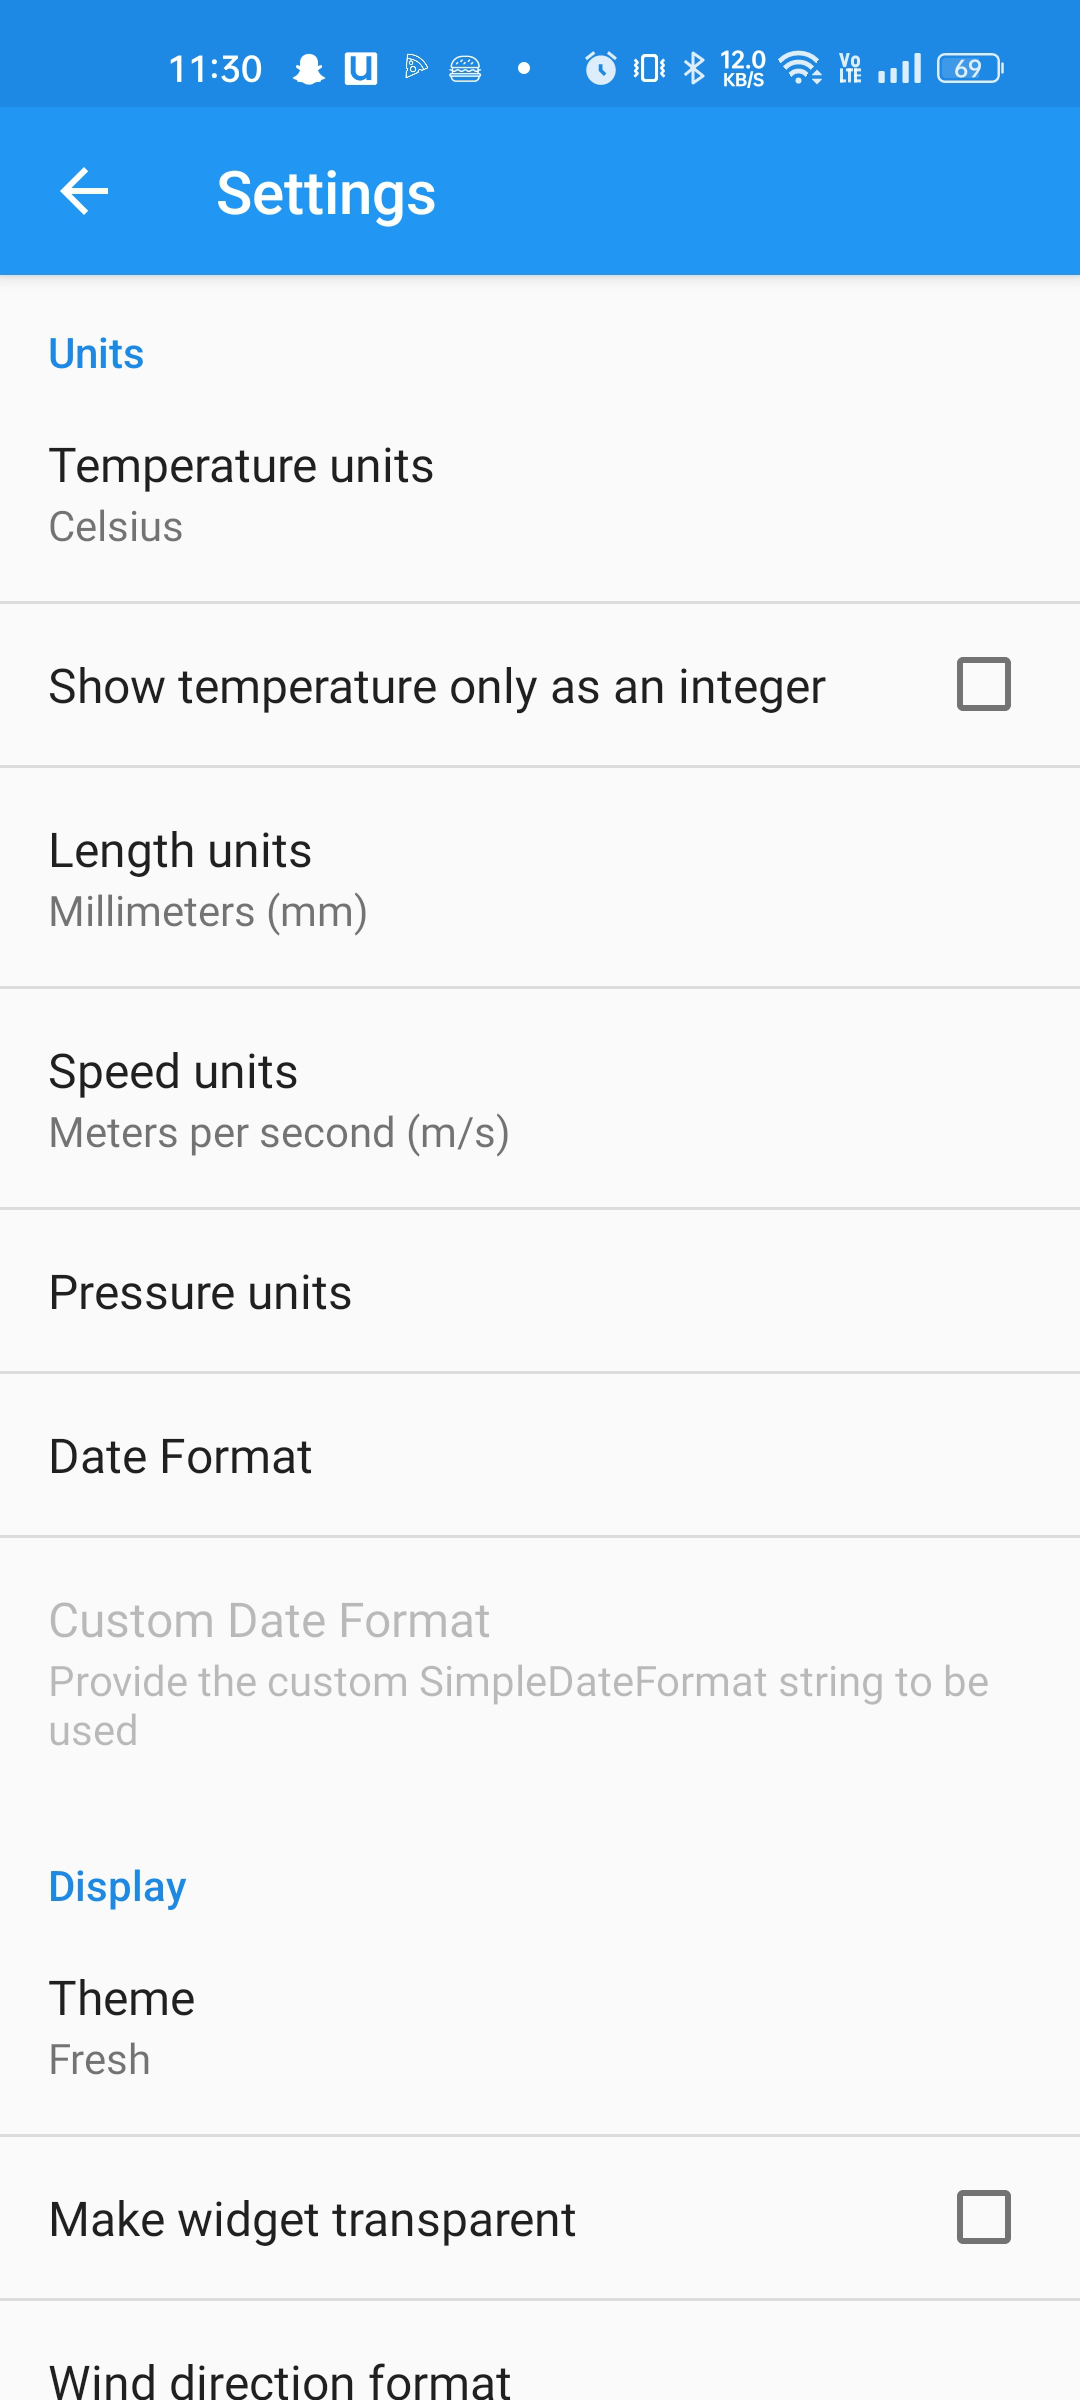 11:30 U 12.0 KB/S Vo LTE 69
Settings
Units
Temperature units
Celsius
Show temperature only as an integer
Length units
Millimeters (mm)
Speed units
Meters per second (m/s)
Pressure units
Date Format
Custom Date Format
Provide the custom SimpleDateFormat string to be
used
Display
Theme
Fresh
Make widget transparent
Wind direction format